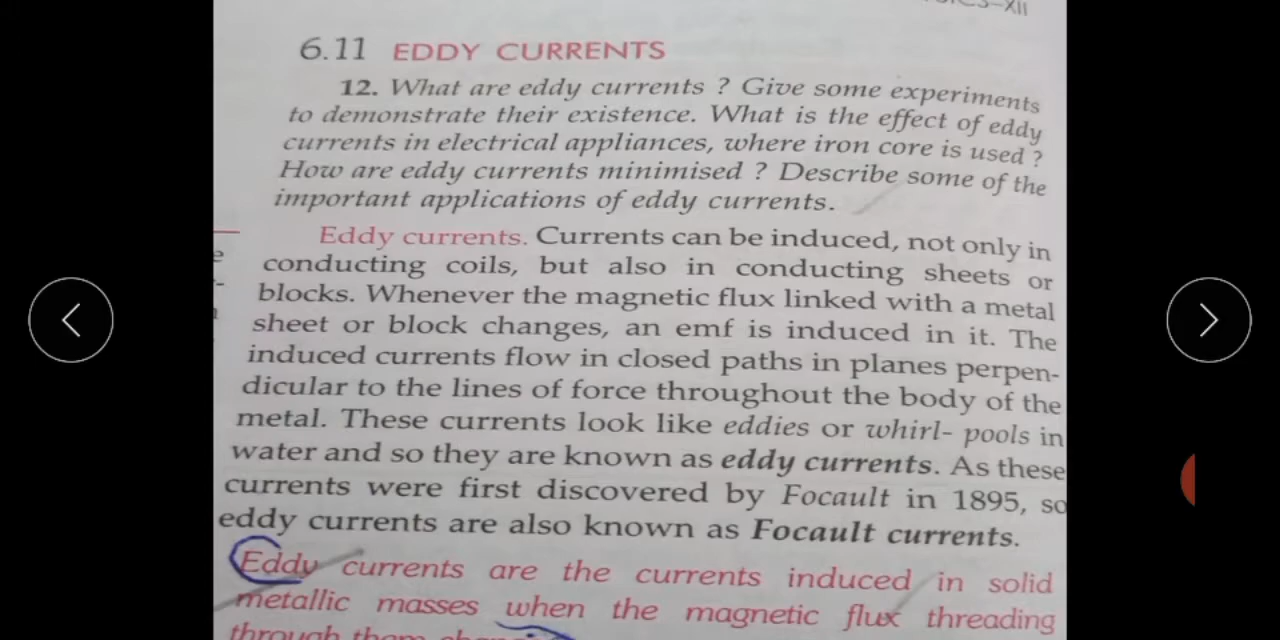 6.11 EDDY CURRENTS
12. What are eddy currents ? Give some experiments
to demonstrate their existence. What is the effect of eddy
currents in electrical appliances, where iron core is used ?
How are eddy currents minimised ? Describe some of the
important applications of eddy currents.
Eddy currents. Currents can be induced, not only in
conducting coils, but also in conducting sheets or
blocks. Whenever the magnetic flux linked with a metal
sheet or block changes, an emf is induced in it. The
induced currents flow in closed paths in planes perpen-
dicular to the lines of force throughout the body of the
metal. These currents look like eddies or whirl- pools in
water and so they are known as eddy currents. As these
currents were first discovered by Focault in 1895, so
eddy currents are also known as Focault currents.
Eddy currents are the currents induced in solid
metallic masses when the magnetic flux threading
through them